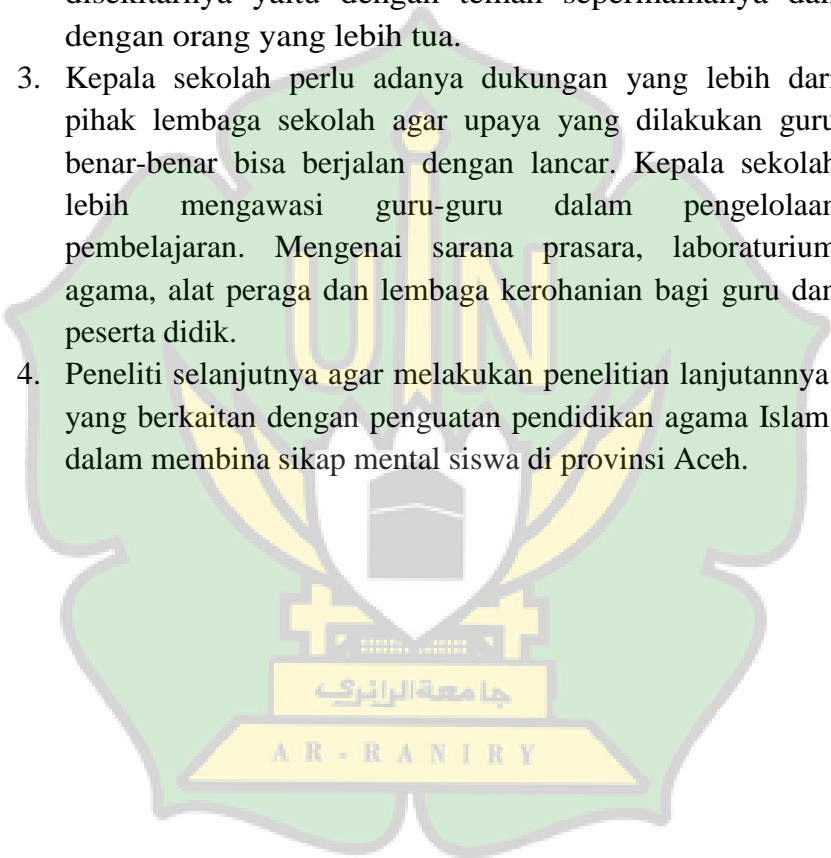 disekitarnya yaitu dengan teman sepermainanya dan
dengan orang yang lebih tua.
3. Kepala sekolah perlu adanya dukungan yang lebih dari
pihak lembaga sekolah agar upaya yang dilakukan guru
benar-benar bisa berjalan dengan lancar. Kepala sekolah
lebih mengawasi guru-guru dalam pengelolaan
pembelajaran. Mengenai sarana prasara, laboraturium
agama, alat peraga dan lembaga kerohanian bagi guru dan
peserta didik.
4. Peneliti selanjutnya agar melakukan penelitian lanjutannya
yang berkaitan dengan penguatan pendidikan agama Islam
dalam membina sikap mental siswa di provinsi Aceh.
UIN
جامعة الرانري
AR-RANIRY